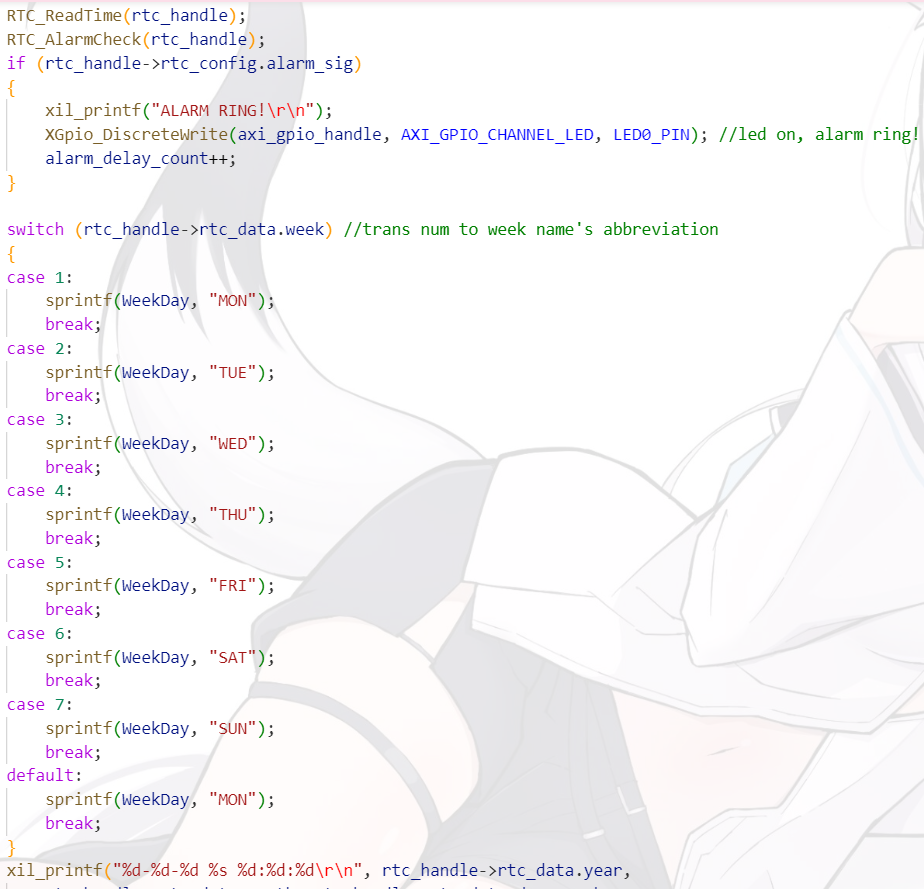 RTC_ReadTime(rtc_handle);
RTC_AlarmCheck(rtc_handle);
if (rtc_handle->rtc_config.alarm_sig)
{
    xil_printf("ALARM RING!\r\n");
    XGpio_DiscreteWrite(axi_gpio_handle, AXI_GPIO_CHANNEL_LED, LED0_PIN); //led on, alarm ring!
    alarm_delay_count++;
}

switch (rtc_handle->rtc_data.week) //trans num to week name's abbreviation
{
case 1:
    sprintf(WeekDay, "MON");
    break;
case 2:
    sprintf(WeekDay, "TUE");
    break;
case 3:
    sprintf(WeekDay, "WED");
    break;
case 4:
    sprintf(WeekDay, "THU");
    break;
case 5:
    sprintf(WeekDay, "FRI");
    break;
case 6:
    sprintf(WeekDay, "SAT");
    break;
case 7:
    sprintf(WeekDay, "SUN");
    break;
default:
    sprintf(WeekDay, "MON");
    break;
}
xil_printf("%d-%d-%d %s %d:%d:%d\r\n", rtc_handle->rtc_data.year,